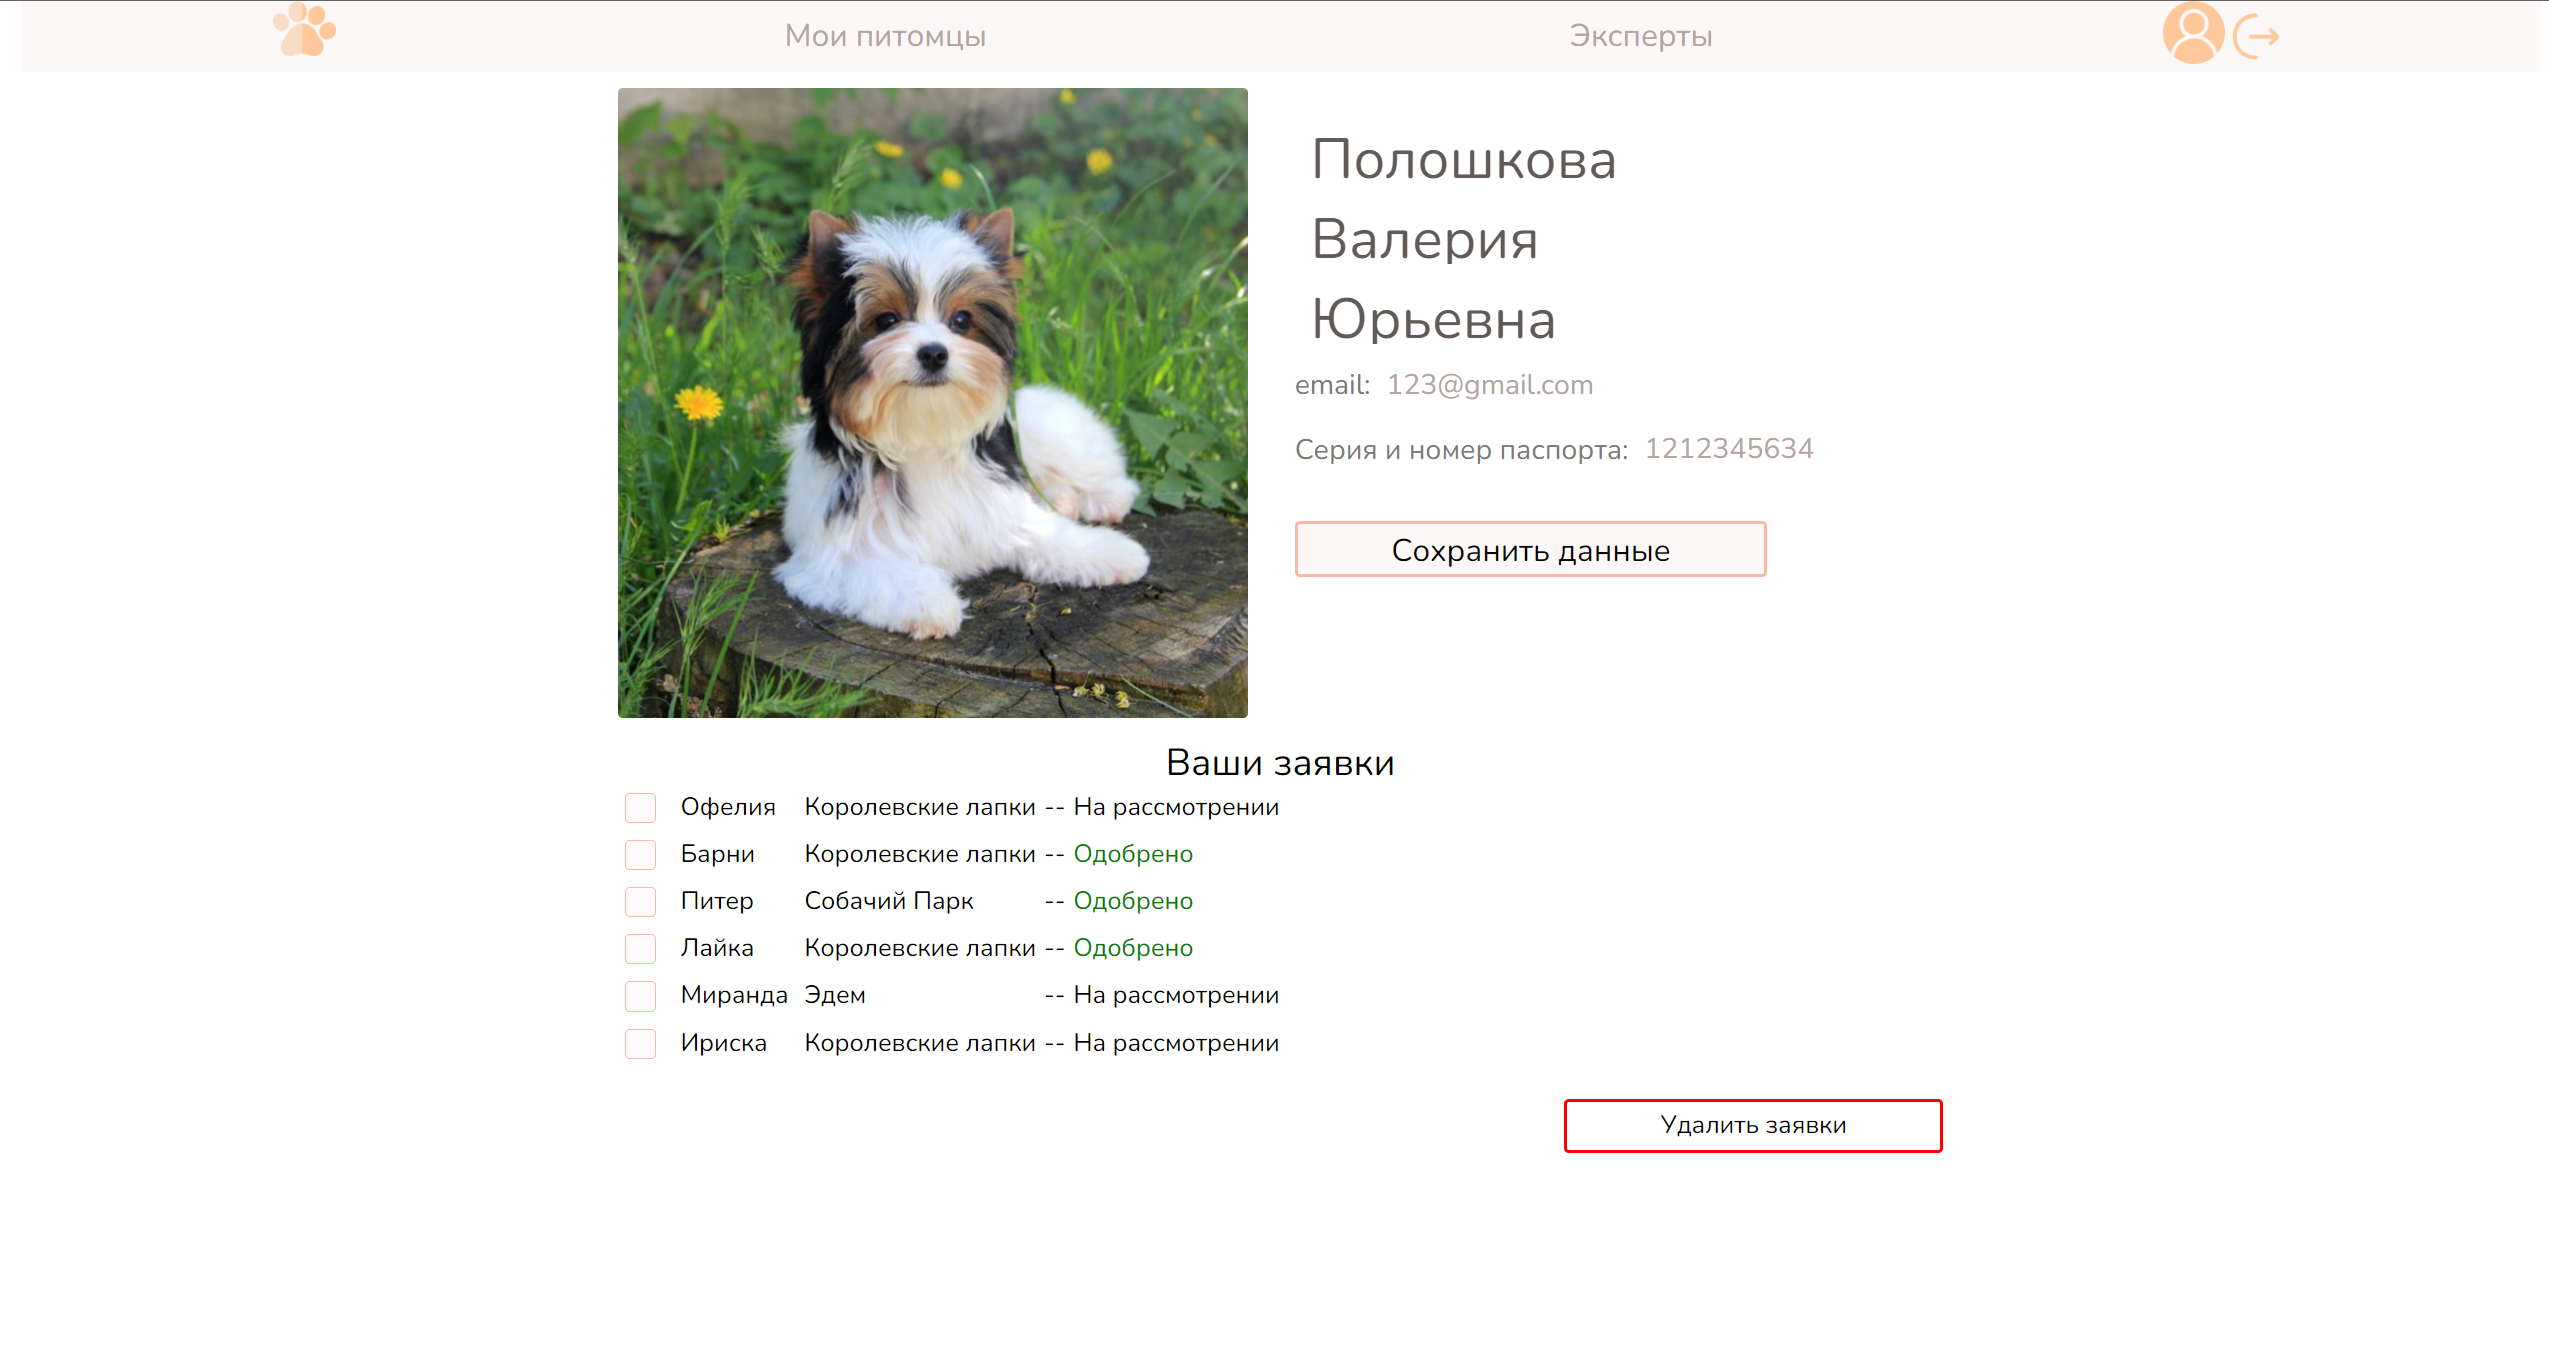 Мои питомцы
Эксперты
Полошкова
Валерия
Юрьевна
email: 123@gmail.com
Серия и номер паспорта: 1212345634
Сохранить данные
Ваши заявки
Офелия Королевские лапки -- На рассмотрении
Барни Королевские лапки -- Одобрено
Питер Собачий Парк -- Одобрено
Лайка Королевские лапки -- Одобрено
Миранда Эдем -- На рассмотрении
Ириска Королевские лапки -- На рассмотрении
Удалить заявки